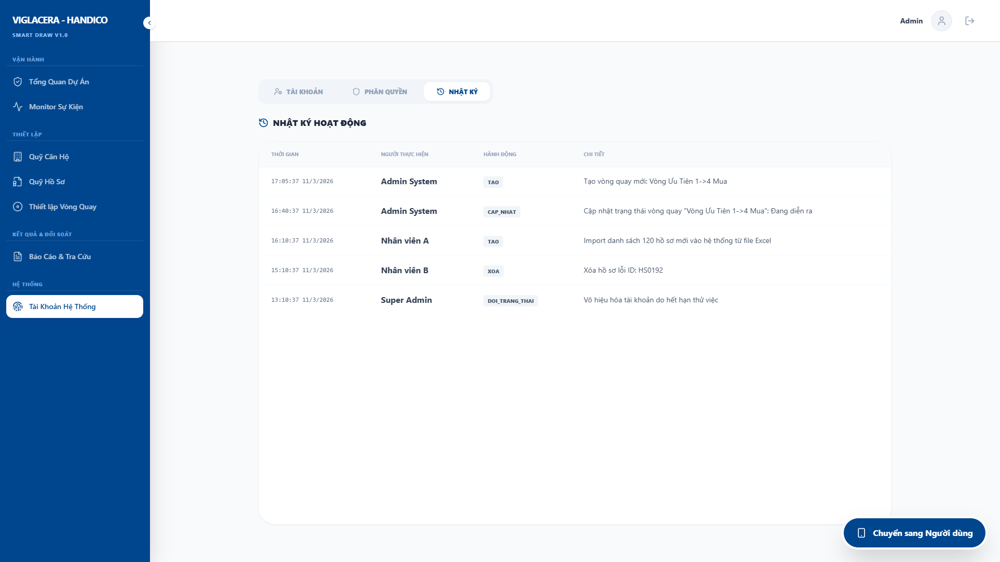 VIGLACERA - HANDICO
SMART DRAW V1.0
VẬN HÀNH
Tổng Quan Dự Án
Monitor Sự Kiện
THIẾT LẬP
Quỹ Căn Hộ
Quỹ Hồ Sơ
Thiết lập Vòng Quay
KẾT QUẢ & ĐỐI SOÁT
Báo Cáo & Tra Cứu
HỆ THỐNG
Tài Khoản Hệ Thống
Admin
TÀI KHOẢN PHÂN QUYỀN NHẬT KÝ
NHẬT KÝ HOẠT ĐỘNG
THỜI GIAN NGƯỜI THỰC HIỆN HÀNH ĐỘNG CHI TIẾT
17:05:37 11/3/2026 Admin System TAO Tạo vòng quay mới: Vòng Ưu Tiên 1->4 Mua
16:40:37 11/3/2026 Admin System CAP_NHAT Cập nhật trạng thái vòng quay "Vòng Ưu Tiên 1->4 Mua": Đang diễn ra
16:10:37 11/3/2026 Nhân viên A TAO Import danh sách 120 hồ sơ mới vào hệ thống từ file Excel
15:10:37 11/3/2026 Nhân viên B XOA Xóa hồ sơ lỗi ID: HS0192
13:10:37 11/3/2026 Super Admin DOI_TRANG_THAI Vô hiệu hóa tài khoản do hết hạn thử việc
Chuyển sang Người dùng